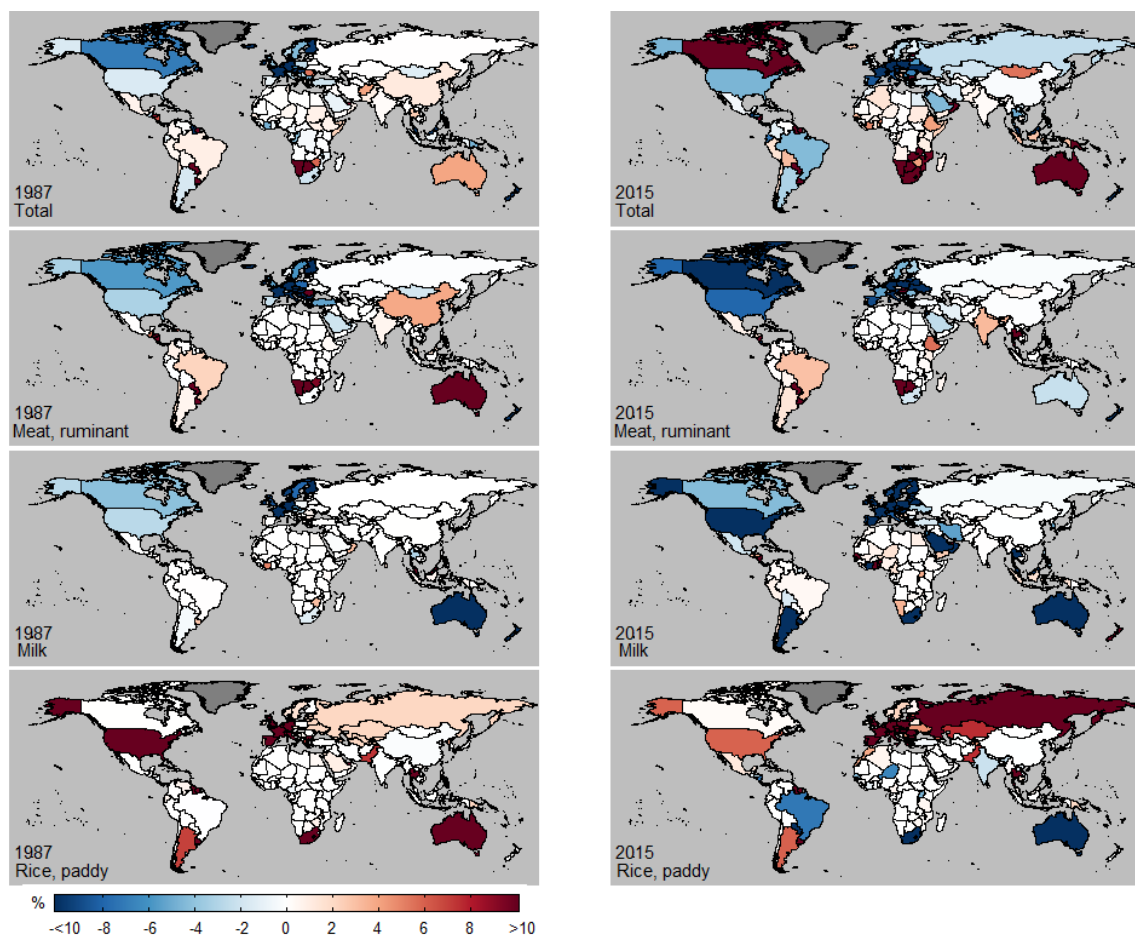 1987
Total
2015
Total
1987
Meat, ruminant
2015
Meat, ruminant
1987
Milk
2015
Milk
1987
Rice, paddy
2015
Rice, paddy
%
-<10 -8 -6 -4 -2 0 2 4 6 8 >10